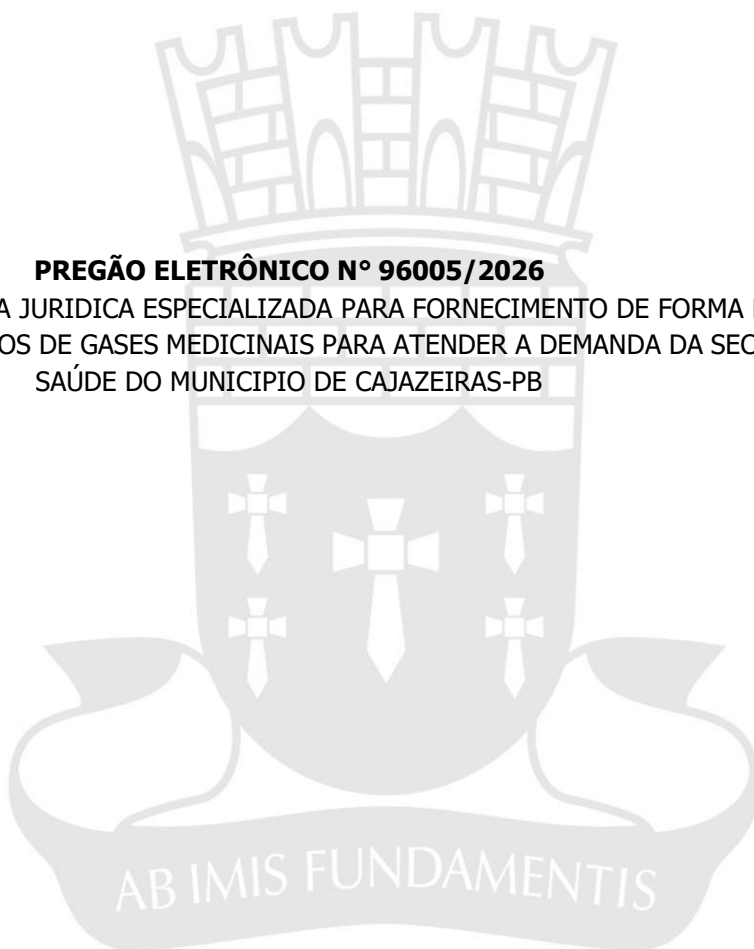 PREGÃO ELETRÔNICO N° 96005/2026
A JURIDICA ESPECIALIZADA PARA FORNECIMENTO DE FORMA
OS DE GASES MEDICINAIS PARA ATENDER A DEMANDA DA SEC
SAÚDE DO MUNICIPIO DE CAJAZEIRAS-PB
AB IMIS FUNDAMENTIS